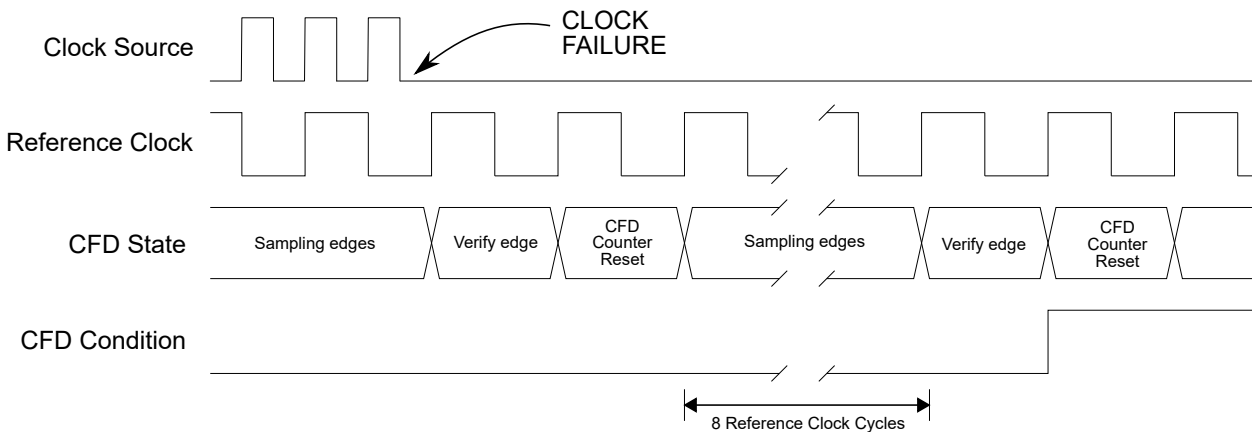 CLOCK
FAILURE
Clock Source
Reference Clock
CFD State
Sampling edges
Verify edge
CFD
Counter
Reset
Sampling edges
Verify edge
CFD
Counter
Reset
CFD Condition
8 Reference Clock Cycles